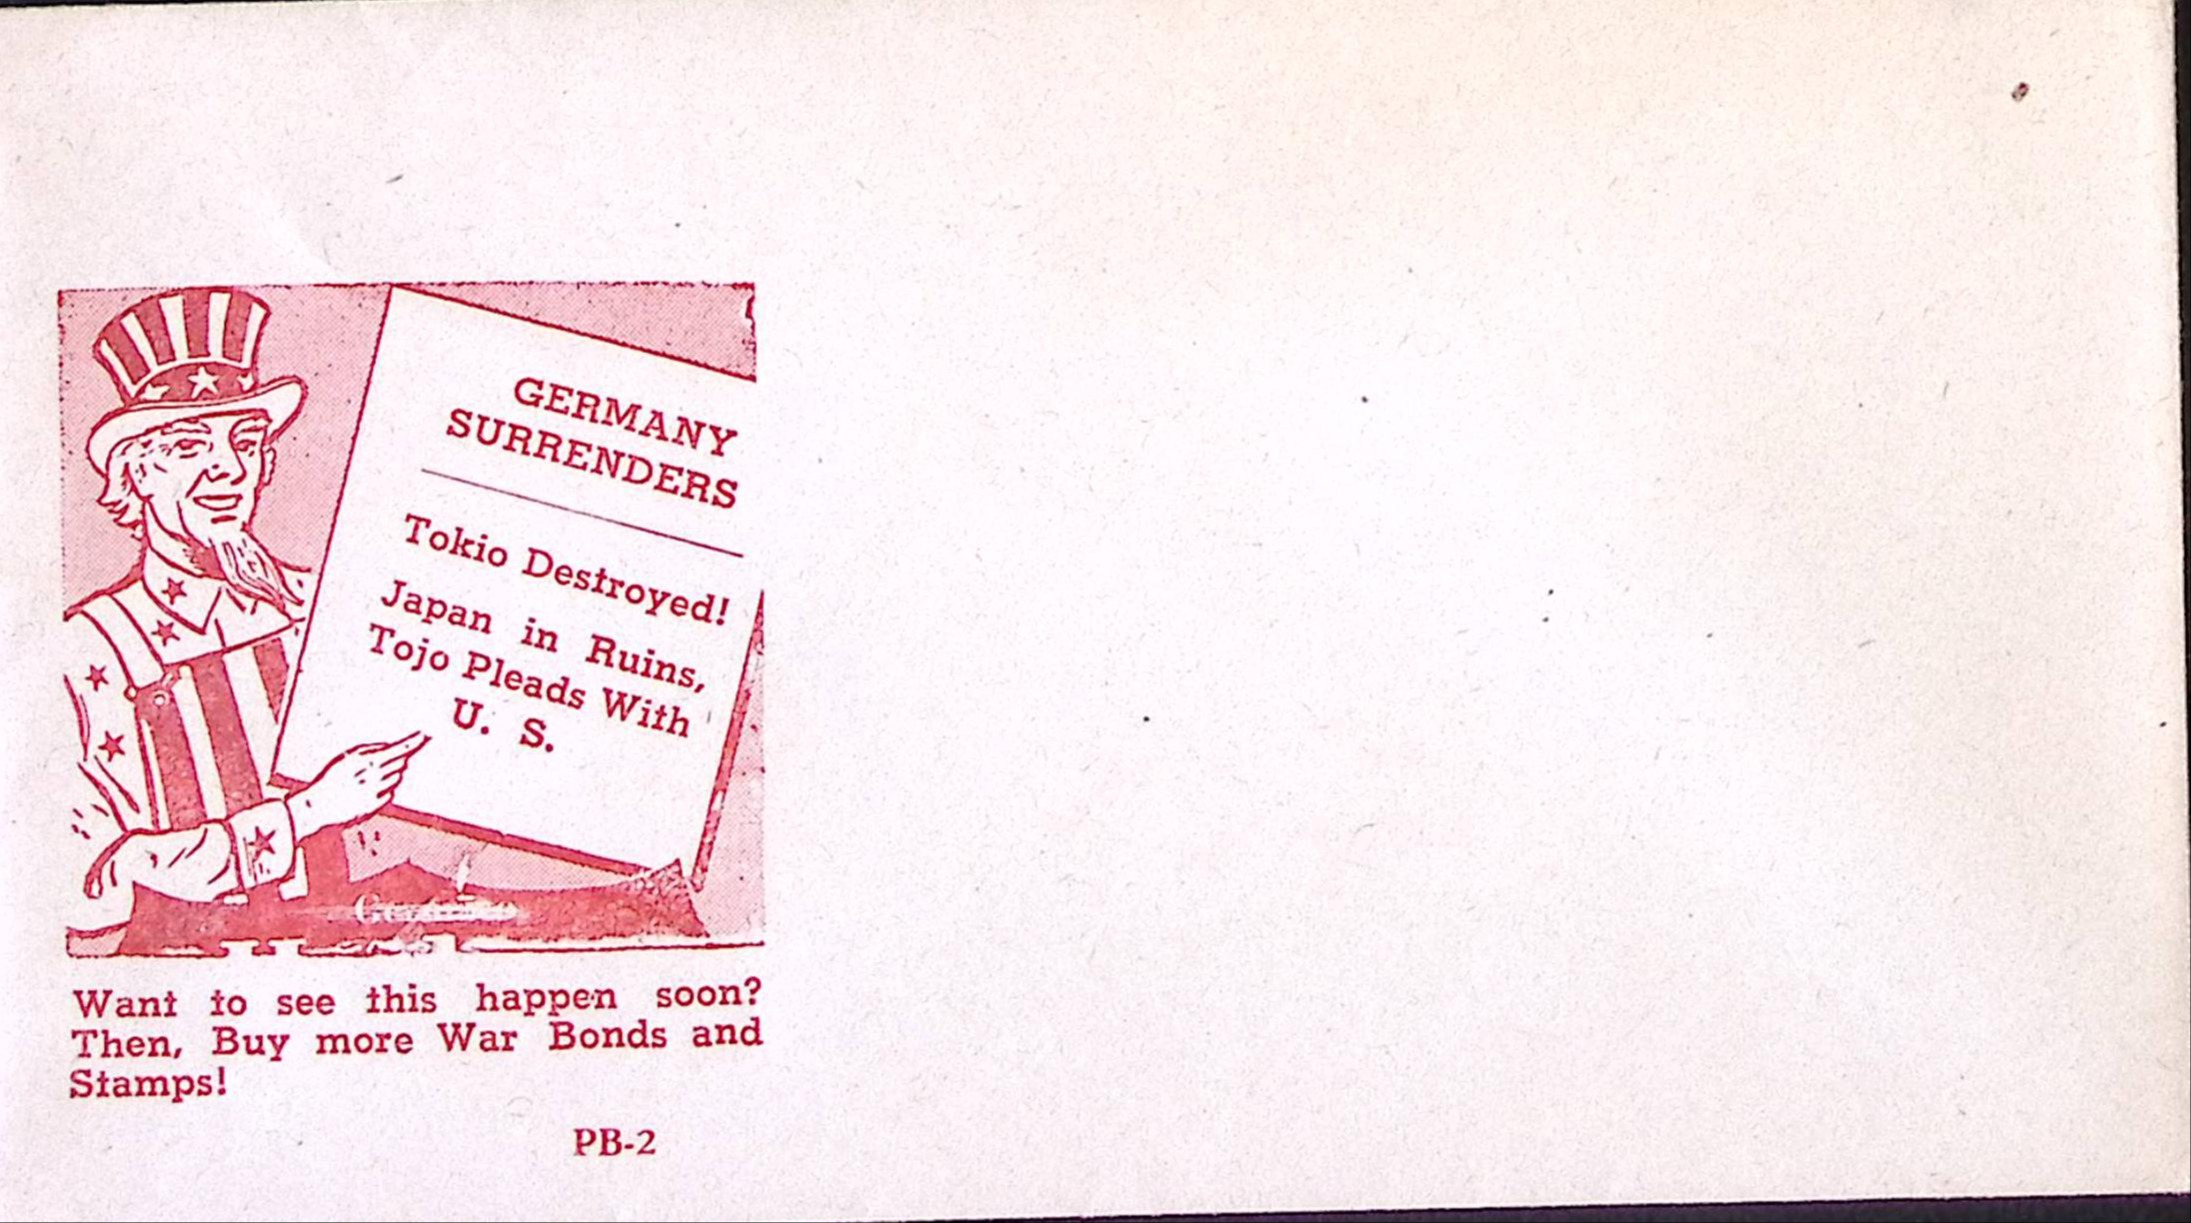 GERMANY
SURRENDERS
Tokio Destroyed!
Japan in Ruins,
Tojo Pleads With
U. S.
Want to see this happen soon?
Then, Buy more War Bonds and
Stamps!
PB-2